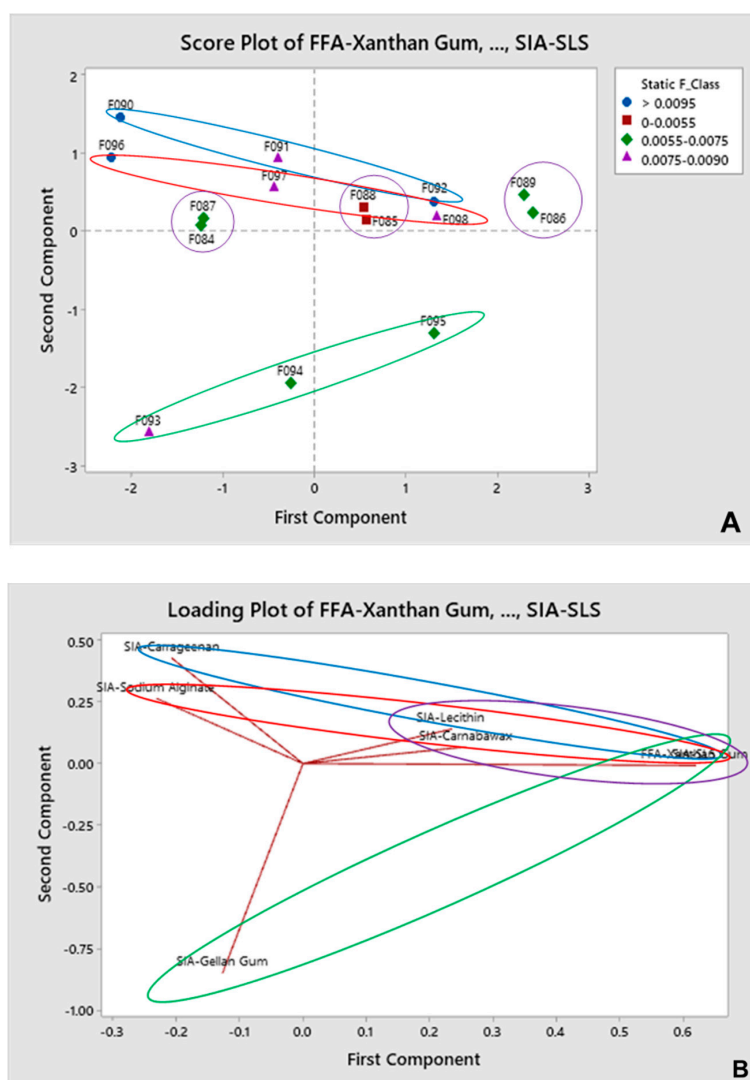 Score Plot of FFA-Xanthan Gum, ..., SIA-SLS
Static F_Class
> 0.0095
0-0.0055
0.0055-0.0075
0.0075-0.0090
2
1
0
-1
-2
-3
Second Component
F090
F096
F091
F097
F092
F098
F088
F085
F089
F086
F087
F084
F095
F094
F093
-2
-1
0
1
2
3
First Component
A
Loading Plot of FFA-Xanthan Gum, ..., SIA-SLS
0.50
0.25
0.00
-0.25
-0.50
-0.75
-1.00
Second Component
SIA-Carrageenan
SIA-Sodium Alginate
SIA-Lecithin
SIA-Carnabawax
Gum
SIA-Gellan Gum
-0.3
-0.2
-0.1
0.0
0.1
0.2
0.3
0.4
0.5
0.6
First Component
B